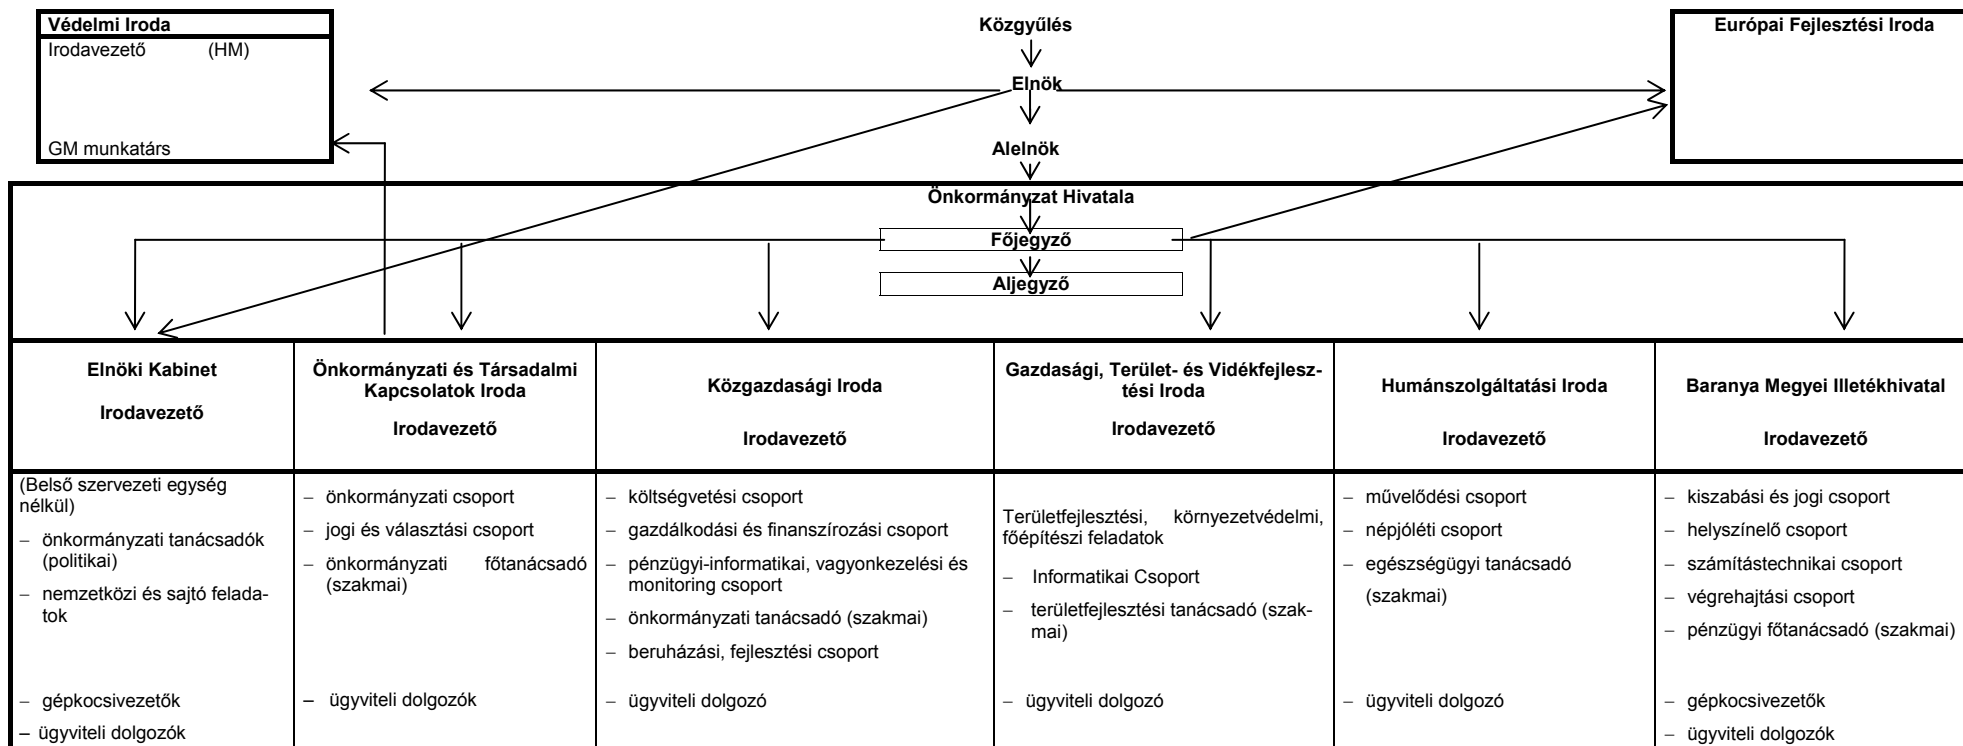 Védelmi Iroda
Irodavezető (HM)
GM munkatárs
Közgyűlés
Elnök
Alelnök
Európai Fejlesztési Iroda
Önkormányzat Hivatala
Főjegyző
Aljegyző
Elnöki Kabinet
Irodavezető
Önkormányzati és Társadalmi
Kapcsolatok Iroda
Irodavezető
Közgazdasági Iroda
Irodavezető
Gazdasági, Terület- és Vidékfejlesz-
tési Iroda
Irodavezető
Humánszolgáltatási Iroda
Irodavezető
Baranya Megyei Illetékhivatal
Irodavezető
(Belső szervezeti egység
nélkül)
– önkormányzati tanácsadók
(politikai)
– nemzetközi és sajtó felada-
tok
– gépkocsivezetők
– ügyviteli dolgozók
– önkormányzati csoport
– jogi és választási csoport
– önkormányzati főtanácsadó
(szakmai)
– ügyviteli dolgozók
– költségvetési csoport
– gazdálkodási és finanszírozási csoport
– pénzügyi-informatikai, vagyonkezelési és
monitoring csoport
– önkormányzati tanácsadó (szakmai)
– beruházási, fejlesztési csoport
– ügyviteli dolgozó
Területfejlesztési, környezetvédelmi,
főépítészi feladatok
– Informatikai Csoport
– területfejlesztési tanácsadó (szak-
mai)
– ügyviteli dolgozó
– művelődési csoport
– népjóléti csoport
– egészségügyi tanácsadó
(szakmai)
– ügyviteli dolgozó
– kiszabási és jogi csoport
– helyszínelő csoport
– számítástechnikai csoport
– végrehajtási csoport
– pénzügyi főtanácsadó (szakmai)
– gépkocsivezetők
– ügyviteli dolgozók